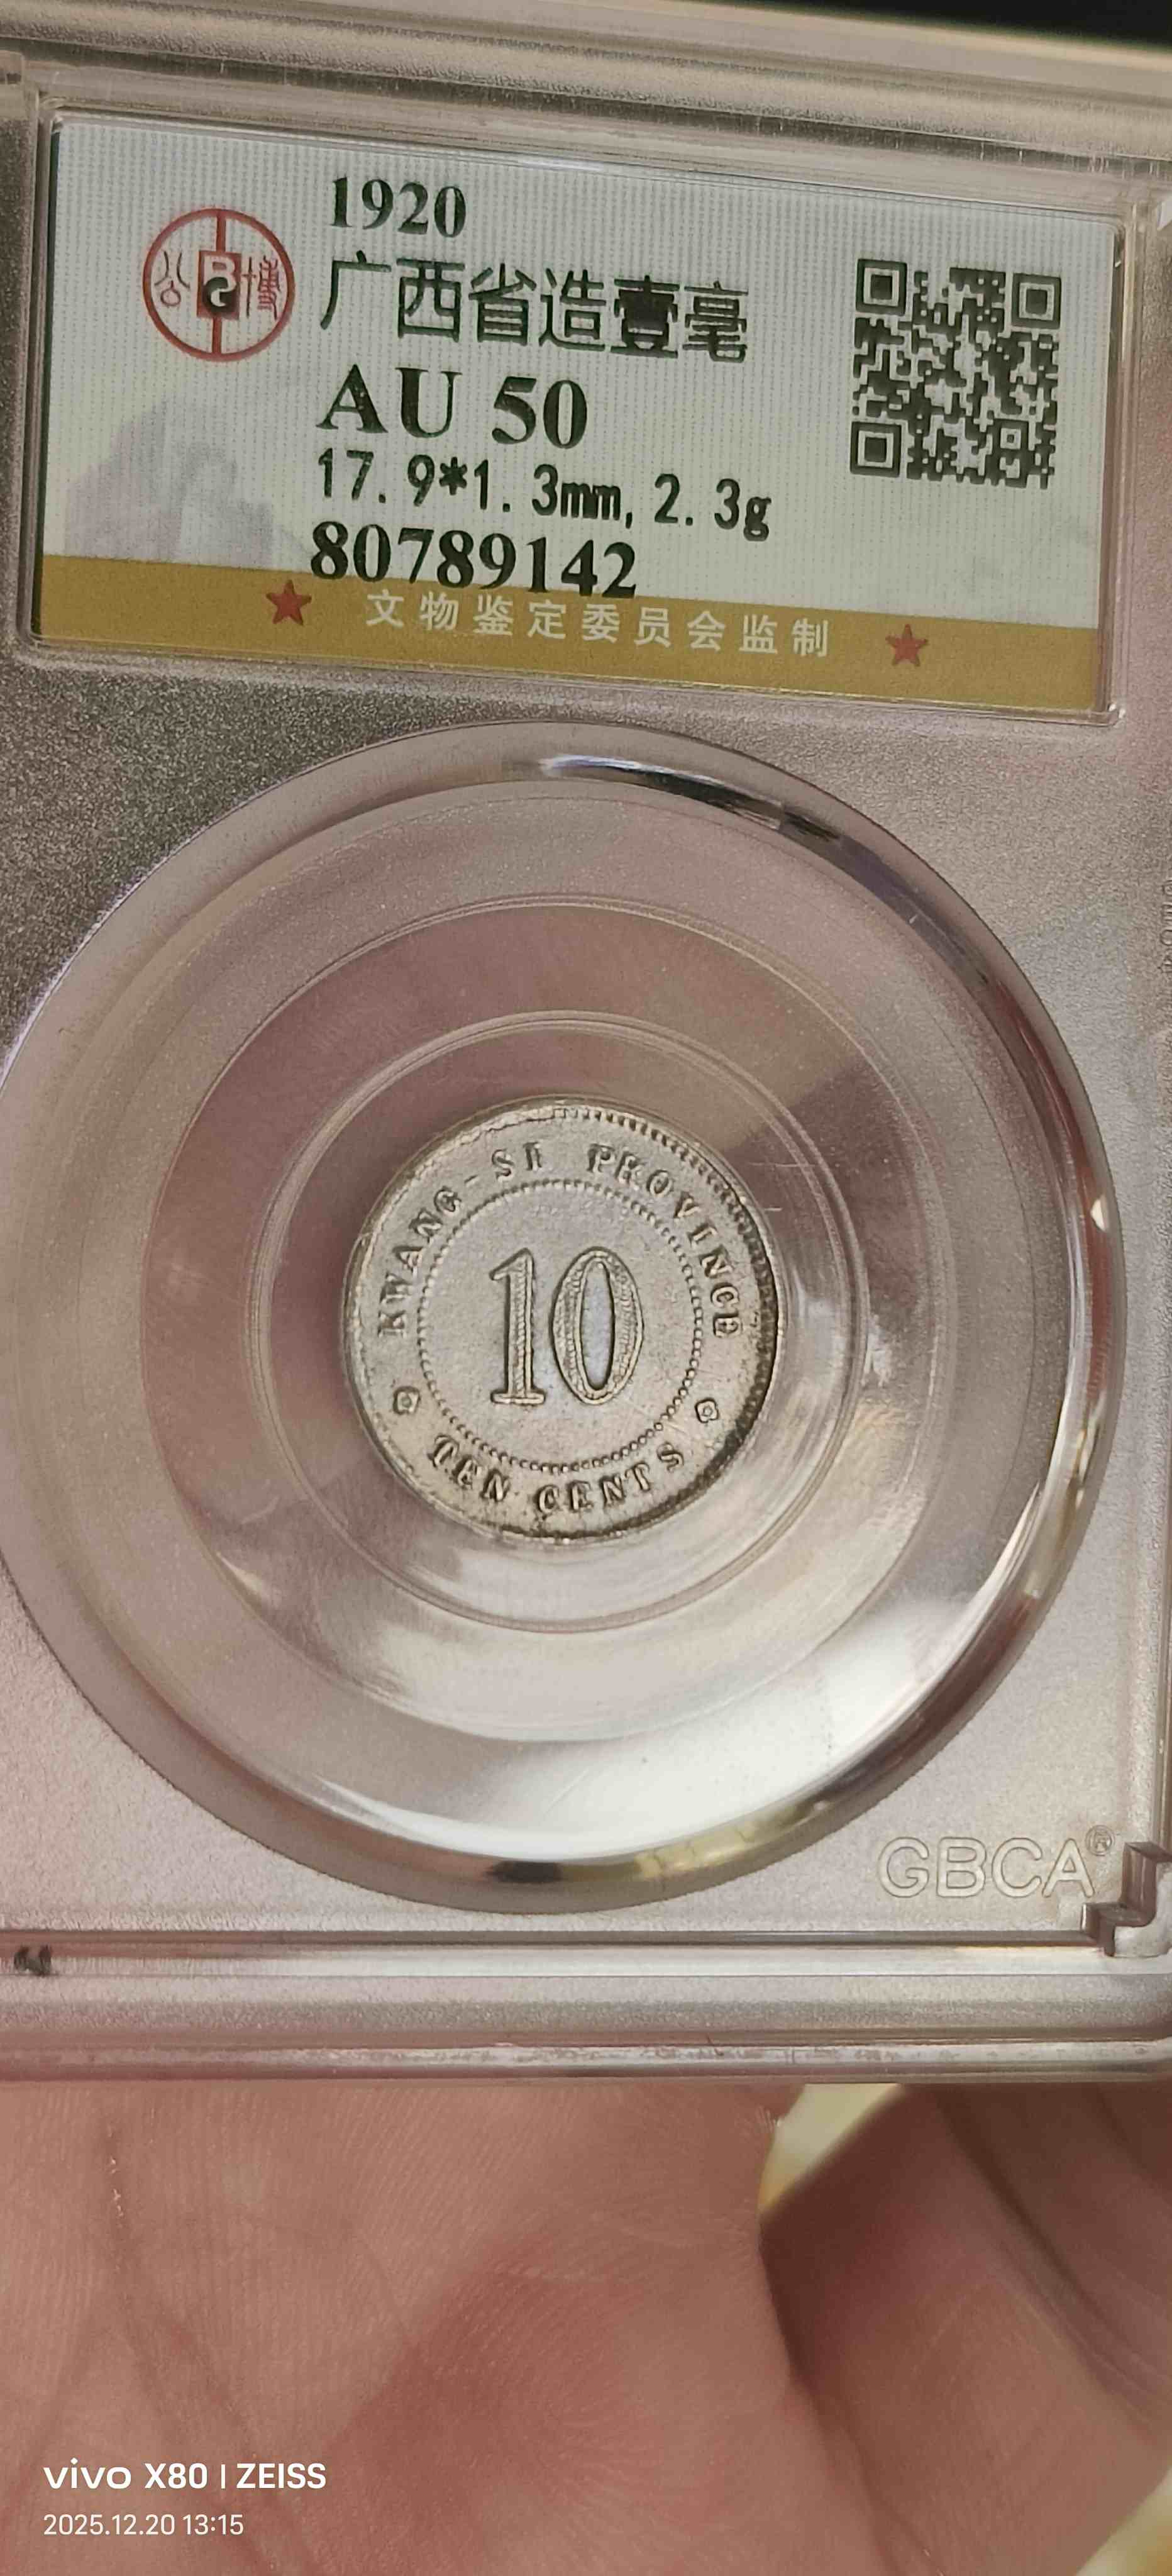 1920
公博
广西省造壹毫
AU 50
17.9*1.3mm, 2.3g
80789142
文物鉴定委员会监制
KWANG-SI PROVINCE
10
TEN CENTS
GBCA®
vivo X80 | ZEISS
2025.12.20 13:15